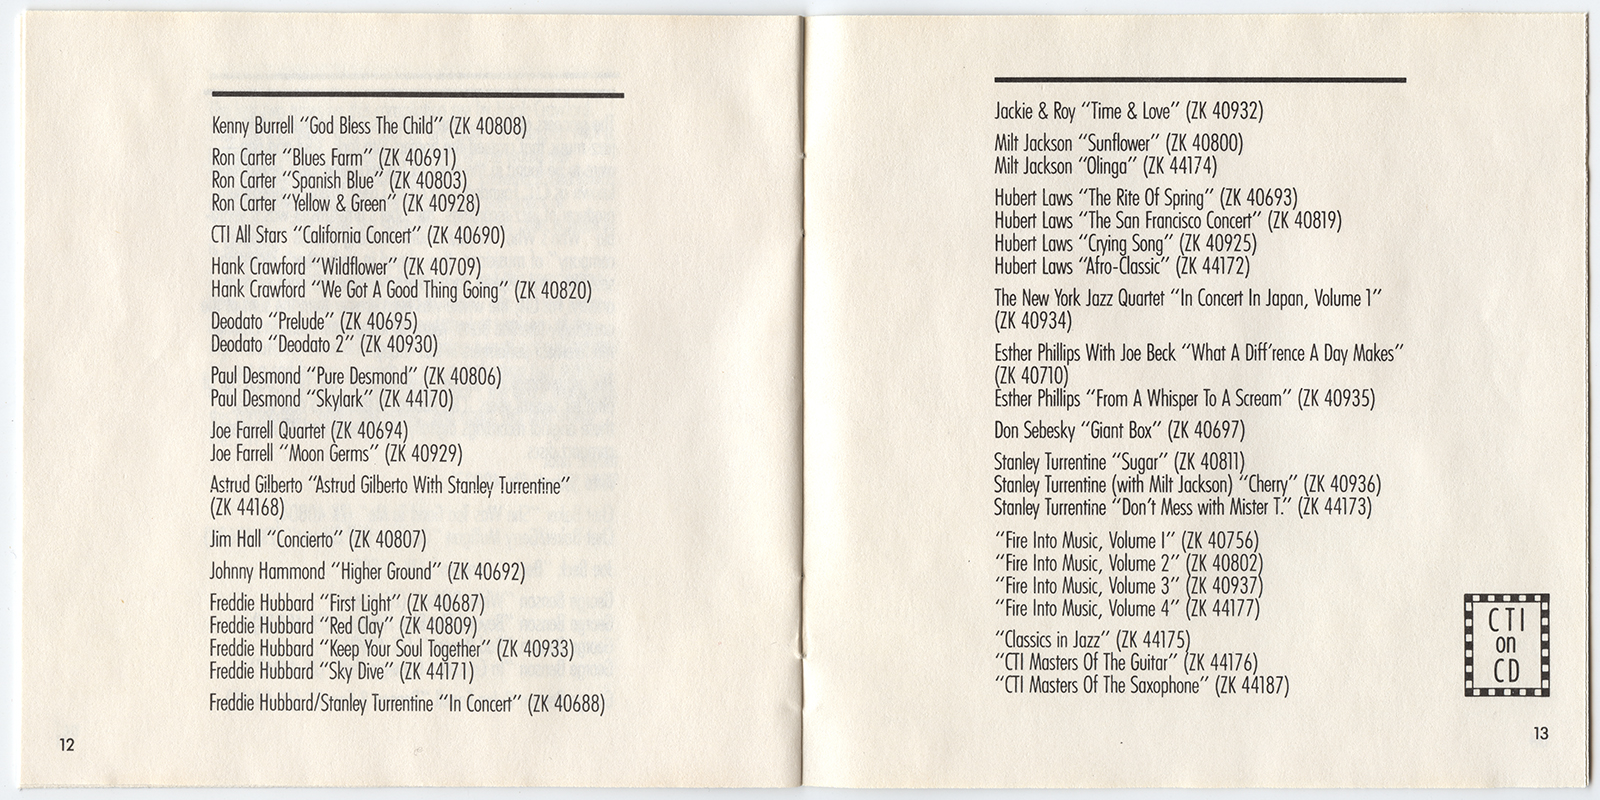 Kenny Burrell “God Bless The Child” (ZK 40808)
Ron Carter “Blues Farm” (ZK 40691)
Ron Carter “Spanish Blue” (ZK 40803)
Ron Carter “Yellow & Green” (ZK 40928)
CTI All Stars “California Concert” (ZK 40690)
Hank Crawford “Wildflower” (ZK 40709)
Hank Crawford “We Got A Good Thing Going” (ZK 40820)
Deodato “Prelude” (ZK 40695)
Deodato “Deodato 2” (ZK 40930)
Paul Desmond “Pure Desmond” (ZK 40806)
Paul Desmond “Skylark” (ZK 44170)
Joe Farrell Quartet (ZK 40694)
Joe Farrell “Moon Germs” (ZK 40929)
Astrud Gilberto “Astrud Gilberto With Stanley Turrentine”
(ZK 44168)
Jim Hall “Concierto” (ZK 40807)
Johnny Hammond “Higher Ground” (ZK 40692)
Freddie Hubbard “First Light” (ZK 40687)
Freddie Hubbard “Red Clay” (ZK 40809)
Freddie Hubbard “Keep Your Soul Together” (ZK 40933)
Freddie Hubbard “Sky Dive” (ZK 44171)
Freddie Hubbard/Stanley Turrentine “In Concert” (ZK 40688)
12
Jackie & Roy “Time & Love” (ZK 40932)
Milt Jackson “Sunflower” (ZK 40800)
Milt Jackson “Olinga” (ZK 44174)
Hubert Laws “The Rite Of Spring” (ZK 40693)
Hubert Laws “The San Francisco Concert” (ZK 40819)
Hubert Laws “Crying Song” (ZK 40925)
Hubert Laws “Afro-Classic” (ZK 44172)
The New York Jazz Quartet “In Concert In Japan, Volume 1”
(ZK 40934)
Esther Phillips With Joe Beck “What A Diff’rence A Day Makes”
(ZK 40710)
Esther Phillips “From A Whisper To A Scream” (ZK 40935)
Don Sebesky “Giant Box” (ZK 40697)
Stanley Turrentine “Sugar” (ZK 40811)
Stanley Turrentine (with Milt Jackson) “Cherry” (ZK 40936)
Stanley Turrentine “Don’t Mess with Mister T.” (ZK 44173)
“Fire Into Music, Volume I” (ZK 40756)
“Fire Into Music, Volume 2” (ZK 40802)
“Fire Into Music, Volume 3” (ZK 40937)
“Fire Into Music, Volume 4” (ZK 44177)
“Classics in Jazz” (ZK 44175)
“CTI Masters Of The Guitar” (ZK 44176)
“CTI Masters Of The Saxophone” (ZK 44187)
CTI
on
CD
13